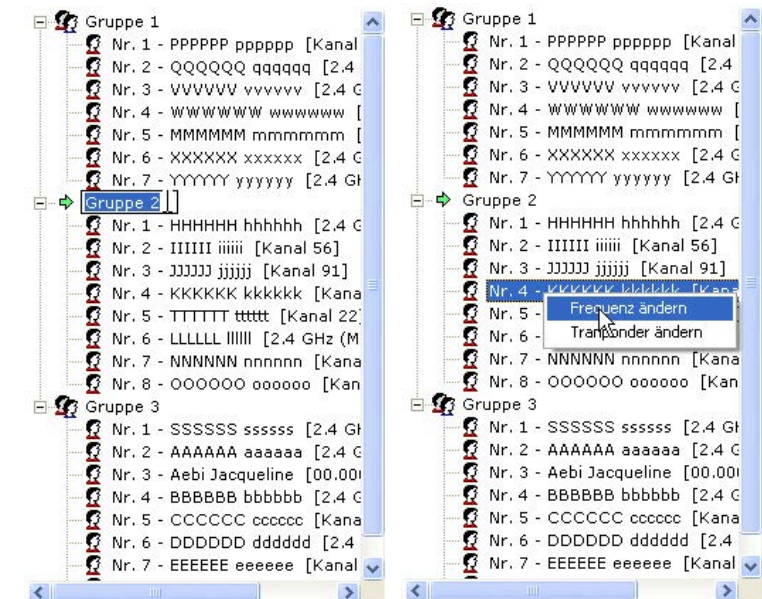 Gruppe 1
Nr. 1 - PPPPPP pppppp [Kanal
Nr. 2 - QQQQQQ qqqqqq [2.4
Nr. 3 - VVVVVV vvvvvv [2.4 G
Nr. 4 - WWWWWW wwwwww [
Nr. 5 - MMMMMM mmmmmm [
Nr. 6 - XXXXXX xxxxxx [2.4 G
Nr. 7 - YYYYYY yyyyyy [2.4 GH
Gruppe 2
Nr. 1 - HHHHHH hhhhhh [2.4 G
Nr. 2 - IIIIII iiiiii [Kanal 56]
Nr. 3 - JJJJJJ jjjjjj [Kanal 91]
Nr. 4 - KKKKKK kkkkkk [Kana
Nr. 5 - TTTTTT tttttt [Kanal 22]
Nr. 6 - LLLLLL llllll [2.4 GHz (M
Nr. 7 - NNNNNN nnnnnn [Kana
Nr. 8 - OOOOOO oooooo [Kan
Gruppe 3
Nr. 1 - SSSSSS ssssss [2.4 GH
Nr. 2 - AAAAAA aaaaaa [2.4 G
Nr. 3 - Aebi Jacqueline [00.00
Nr. 4 - BBBBBB bbbbbb [2.4 G
Nr. 5 - CCCCCC cccccc [Kana
Nr. 6 - DDDDDD dddddd [2.4
Nr. 7 - EEEEEE eeeeee [Kanal
Gruppe 1
Nr. 1 - PPPPPP pppppp [Kanal
Nr. 2 - QQQQQQ qqqqqq [2.4
Nr. 3 - VVVVVV vvvvvv [2.4 G
Nr. 4 - WWWWWW wwwwww [
Nr. 5 - MMMMMM mmmmmm [
Nr. 6 - XXXXXX xxxxxx [2.4 G
Nr. 7 - YYYYYY yyyyyy [2.4 GH
Gruppe 2
Nr. 1 - HHHHHH hhhhhh [2.4 G
Nr. 2 - IIIIII iiiiii [Kanal 56]
Nr. 3 - JJJJJJ jjjjjj [Kanal 91]
Nr. 4 - KKKKKK kkkkkk [Kana
Frequenz ändern
Nr. 5 -
Tranponder ändern
Nr. 6 -
Nr. 7 - NNNNNN nnnnnn [Kana
Nr. 8 - OOOOOO oooooo [Kan
Gruppe 3
Nr. 1 - SSSSSS ssssss [2.4 GH
Nr. 2 - AAAAAA aaaaaa [2.4 G
Nr. 3 - Aebi Jacqueline [00.00
Nr. 4 - BBBBBB bbbbbb [2.4 G
Nr. 5 - CCCCCC cccccc [Kana
Nr. 6 - DDDDDD dddddd [2.4
Nr. 7 - EEEEEE eeeeee [Kanal